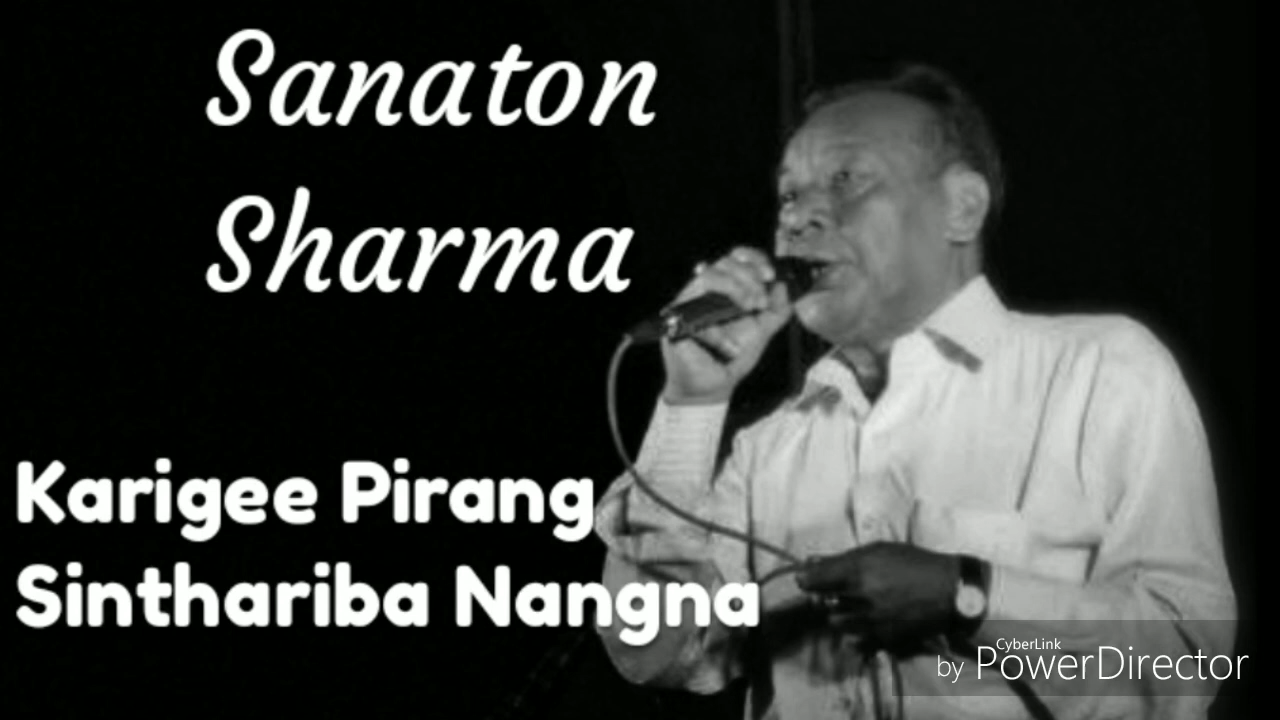 Sanaton
Sharma
Karigee Pirang
Sinthariba Nangna
CyberLink
by PowerDirector